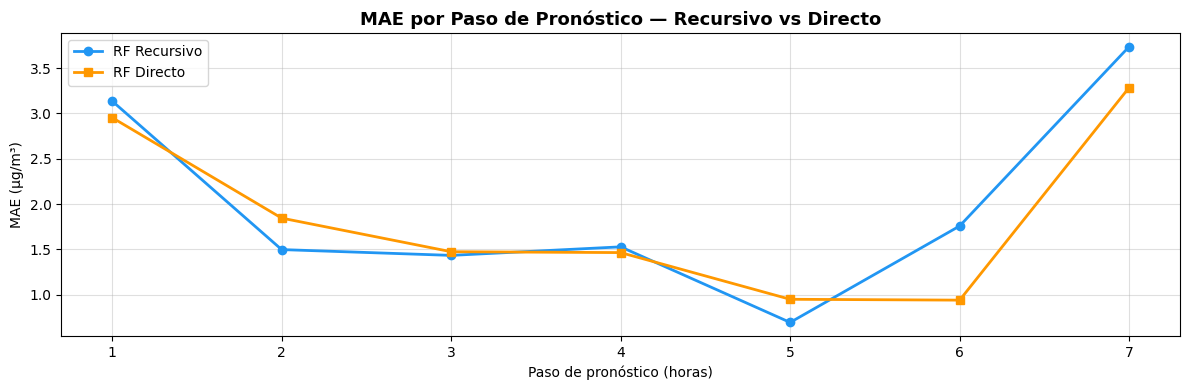 MAE por Paso de Pronóstico — Recursivo vs Directo
RF Recursivo
RF Directo
MAE (µg/m³)
3.5
3.0
2.5
2.0
1.5
1.0
1 2 3 4 5 6 7
Paso de pronóstico (horas)